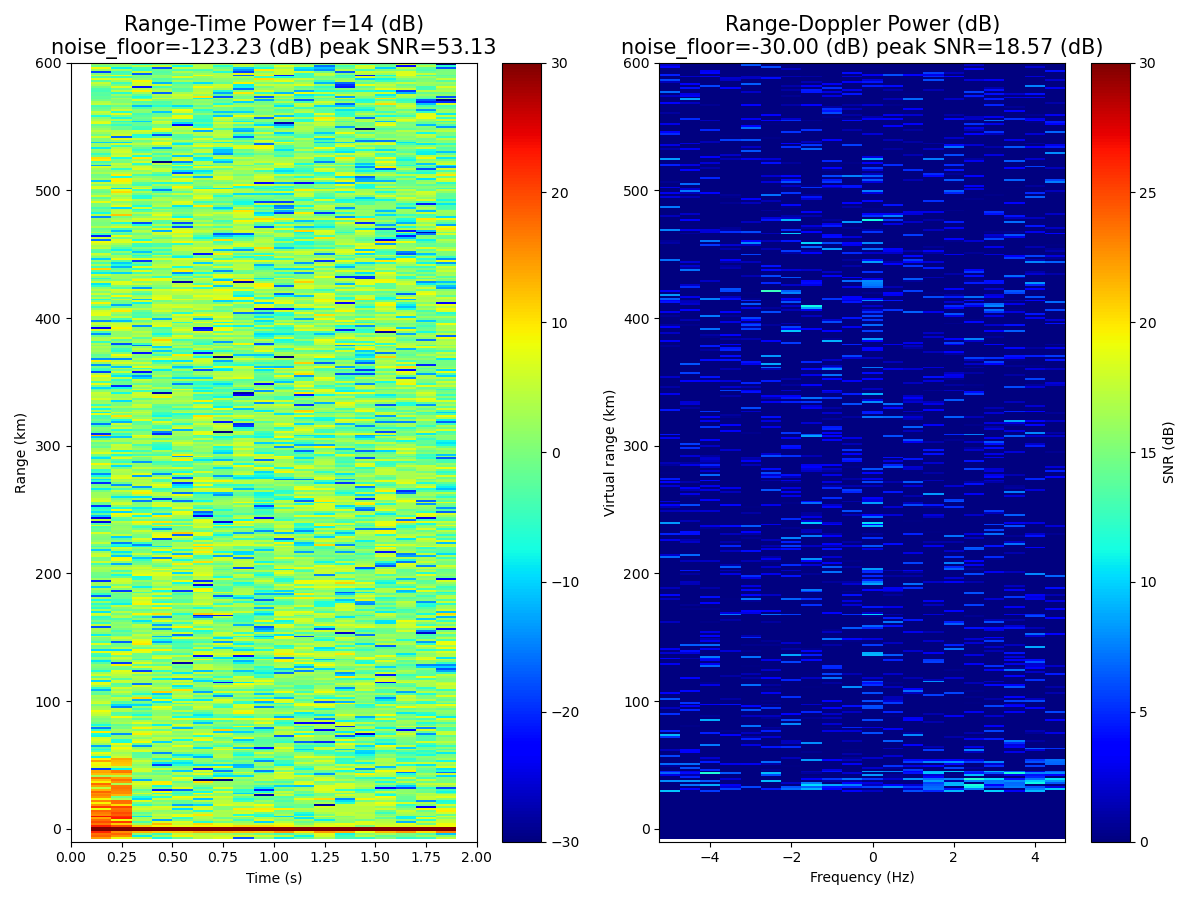 Range-Time Power f=14 (dB)
noise_floor=-123.23 (dB) peak SNR=53.13
Range-Doppler Power (dB)
noise_floor=-30.00 (dB) peak SNR=18.57 (dB)
600
500
400
300
200
100
0
Range (km)
0.00 0.25 0.50 0.75 1.00 1.25 1.50 1.75 2.00
Time (s)
30
20
10
0
−10
−20
−30
600
500
400
300
200
100
0
Virtual range (km)
−4 −2 0 2 4
Frequency (Hz)
30
25
20
15
10
5
0
SNR (dB)